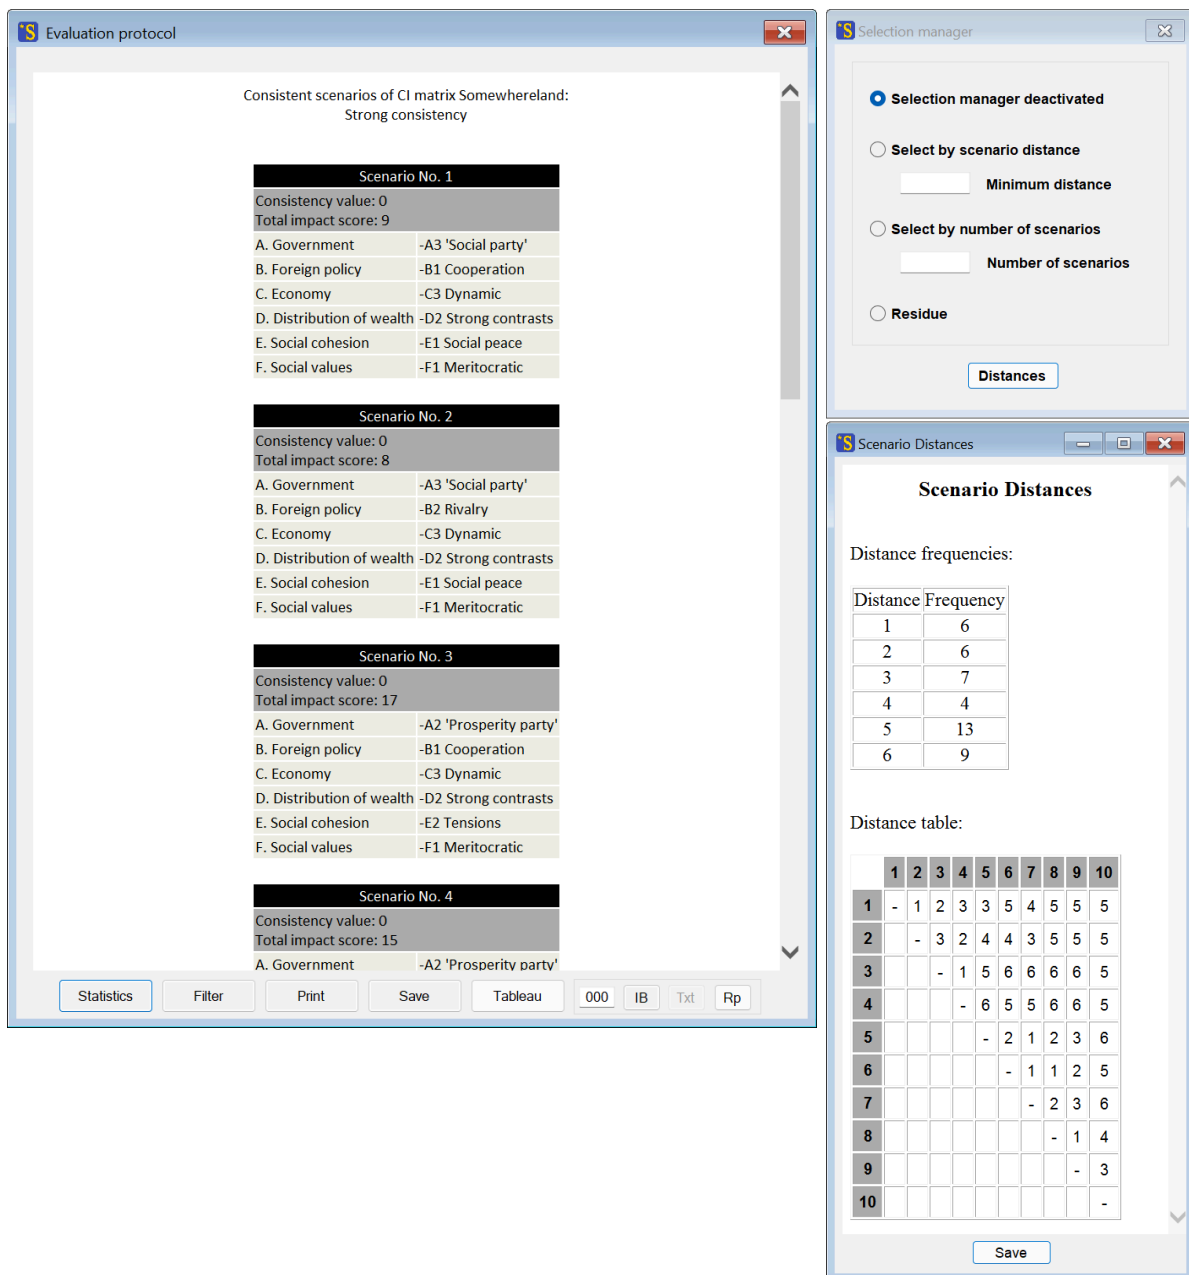 Evaluation protocol
Consistent scenarios of CI matrix Somewhereland:
Strong consistency
Scenario No. 1
Consistency value: 0
Total impact score: 9
A. Government -A3 'Social party'
B. Foreign policy -B1 Cooperation
C. Economy -C3 Dynamic
D. Distribution of wealth -D2 Strong contrasts
E. Social cohesion -E1 Social peace
F. Social values -F1 Meritocratic
Scenario No. 2
Consistency value: 0
Total impact score: 8
A. Government -A3 'Social party'
B. Foreign policy -B2 Rivalry
C. Economy -C3 Dynamic
D. Distribution of wealth -D2 Strong contrasts
E. Social cohesion -E1 Social peace
F. Social values -F1 Meritocratic
Scenario No. 3
Consistency value: 0
Total impact score: 17
A. Government -A2 'Prosperity party'
B. Foreign policy -B1 Cooperation
C. Economy -C3 Dynamic
D. Distribution of wealth -D2 Strong contrasts
E. Social cohesion -E2 Tensions
F. Social values -F1 Meritocratic
Scenario No. 4
Consistency value: 0
Total impact score: 15
A. Government -A2 'Prosperity party'
Statistics Filter Print Save Tableau 000 IB Txt Rp
Selection manager
Selection manager deactivated
Select by scenario distance
Minimum distance
Select by number of scenarios
Number of scenarios
Residue
Distances
Scenario Distances
Scenario Distances
Distance frequencies:
Distance Frequency
1 6
2 6
3 7
4 4
5 13
6 9
Distance table:
1 2 3 4 5 6 7 8 9 10
1 - 1 2 3 3 5 4 5 5 5
2 - 3 2 4 4 3 5 5 5
3 - 1 5 6 6 6 6 5
4 - 6 5 5 6 6 5
5 - 2 1 2 3 6
6 - 1 1 2 5
7 - 2 3 6
8 - 1 4
9 - 3
10 -
Save